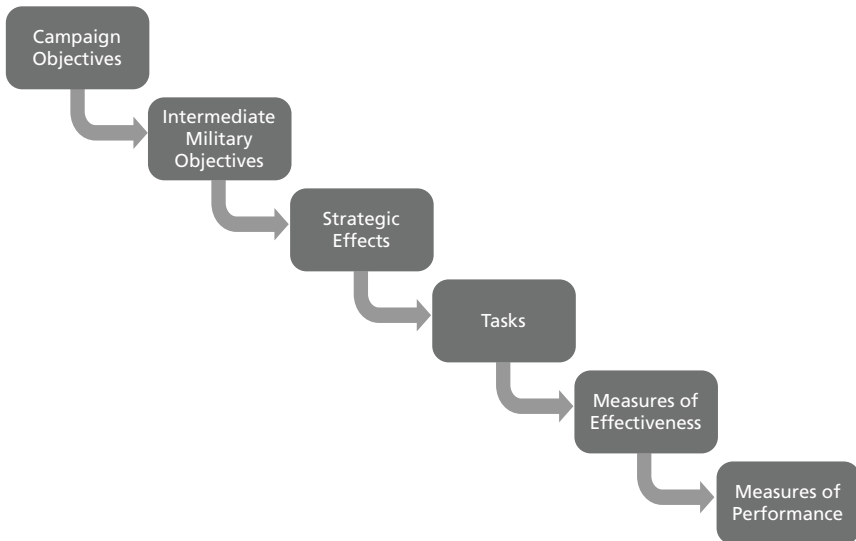 Campaign
Objectives
Intermediate
Military
Objectives
Strategic
Effects
Tasks
Measures of
Effectiveness
Measures of
Performance